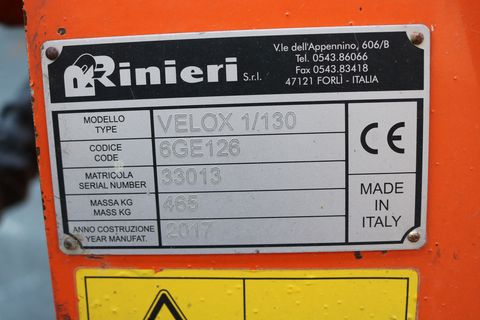 Rinieri S.r.l.
V.le dell'Appennino, 606/B
Tel. 0543.86066
Fax 0543.83418
47121 FORLÌ - ITALIA
MODELLO
TYPE
VELOX 1/130
CODICE
CODE
6GE126
MATRICOLA
SERIAL NUMBER
33013
MASSA KG
MASS KG
465
ANNO COSTRUZIONE
YEAR MANUFAT.
2017
CE
MADE
IN
ITALY